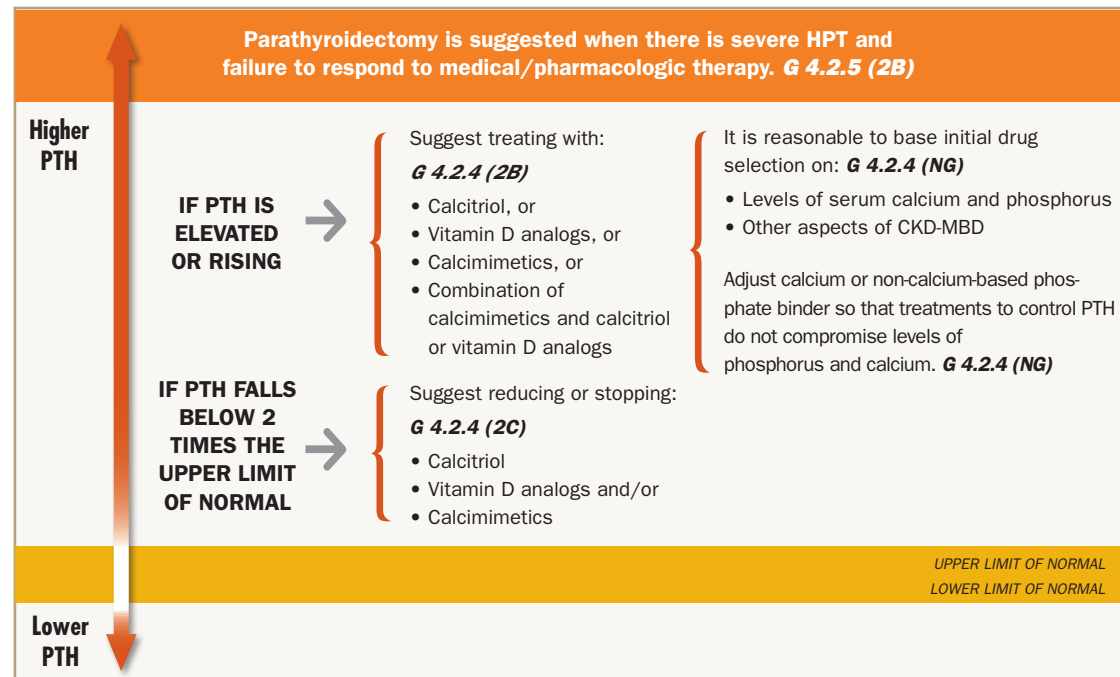 Parathyroidectomy is suggested when there is severe HPT and
failure to respond to medical/pharmacologic therapy. G 4.2.5 (2B)
Higher
PTH
IF PTH IS
ELEVATED
OR RISING
Suggest treating with:
G 4.2.4 (2B)
• Calcitriol, or
• Vitamin D analogs, or
• Calcimimetics, or
• Combination of
calcimimetics and calcitriol
or vitamin D analogs
It is reasonable to base initial drug
selection on: G 4.2.4 (NG)
• Levels of serum calcium and phosphorus
• Other aspects of CKD-MBD
Adjust calcium or non-calcium-based phos-
phate binder so that treatments to control PTH
do not compromise levels of
phosphorus and calcium. G 4.2.4 (NG)
IF PTH FALLS
BELOW 2
TIMES THE
UPPER LIMIT
OF NORMAL
Suggest reducing or stopping:
G 4.2.4 (2C)
• Calcitriol
• Vitamin D analogs and/or
• Calcimimetics
UPPER LIMIT OF NORMAL
LOWER LIMIT OF NORMAL
Lower
PTH